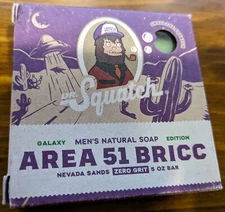 DR.
Squatch
GALAXY MEN'S NATURAL SOAP EDITION
AREA 51 BRICC
NEVADA SANDS ZERO GRIT 5 OZ BAR